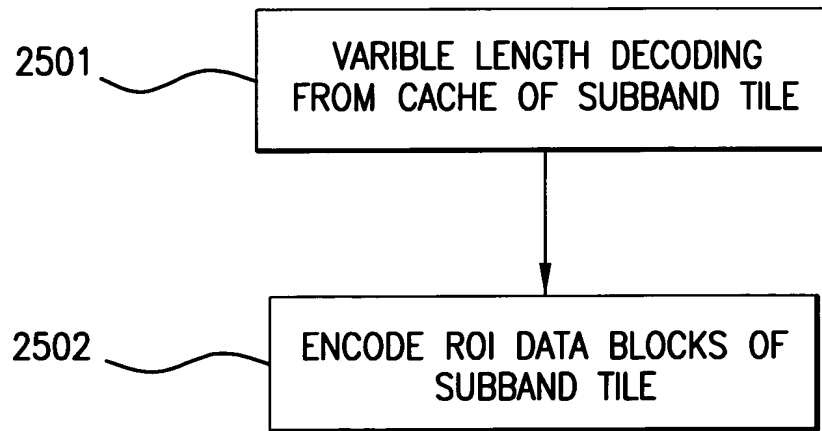 2501
VARIBLE LENGTH DECODING
FROM CACHE OF SUBBAND TILE
2502
ENCODE ROI DATA BLOCKS OF
SUBBAND TILE